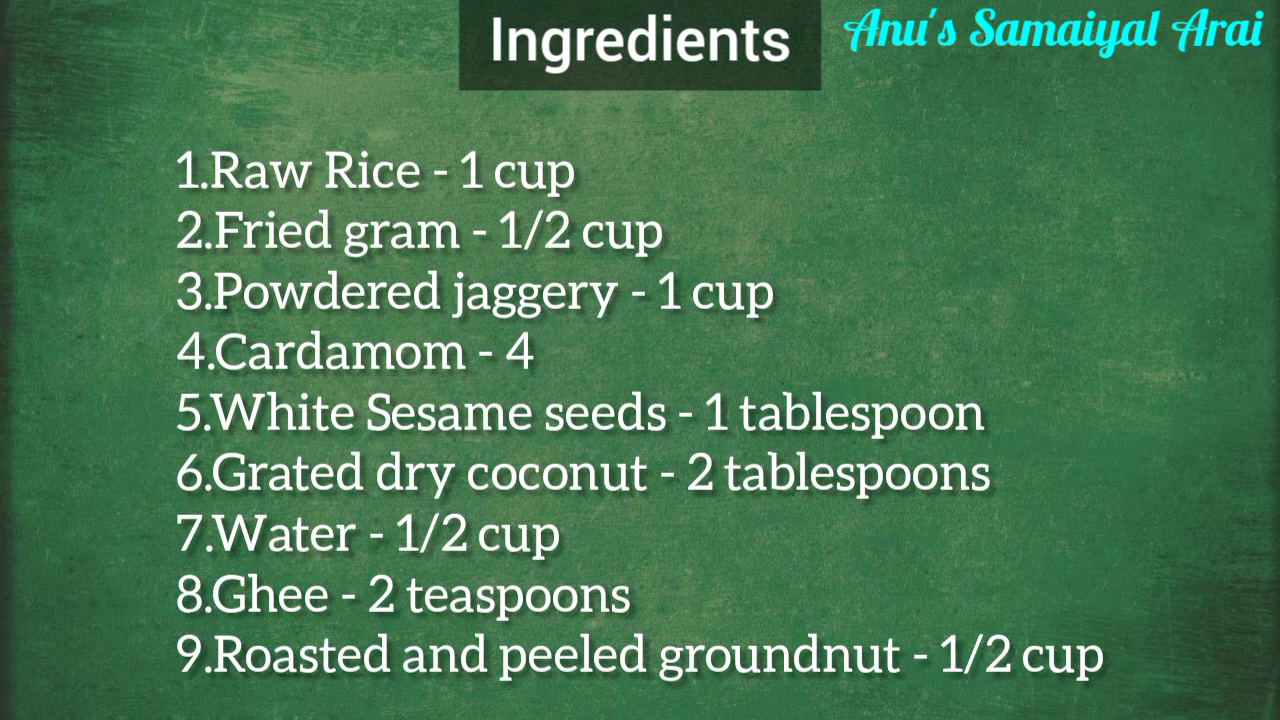 Ingredients
Anu's Samaiyal Arai
1.Raw Rice - 1 cup
2.Fried gram - 1/2 cup
3.Powdered jaggery - 1 cup
4.Cardamom - 4
5.White Sesame seeds - 1 tablespoon
6.Grated dry coconut - 2 tablespoons
7.Water - 1/2 cup
8.Ghee - 2 teaspoons
9.Roasted and peeled groundnut - 1/2 cup